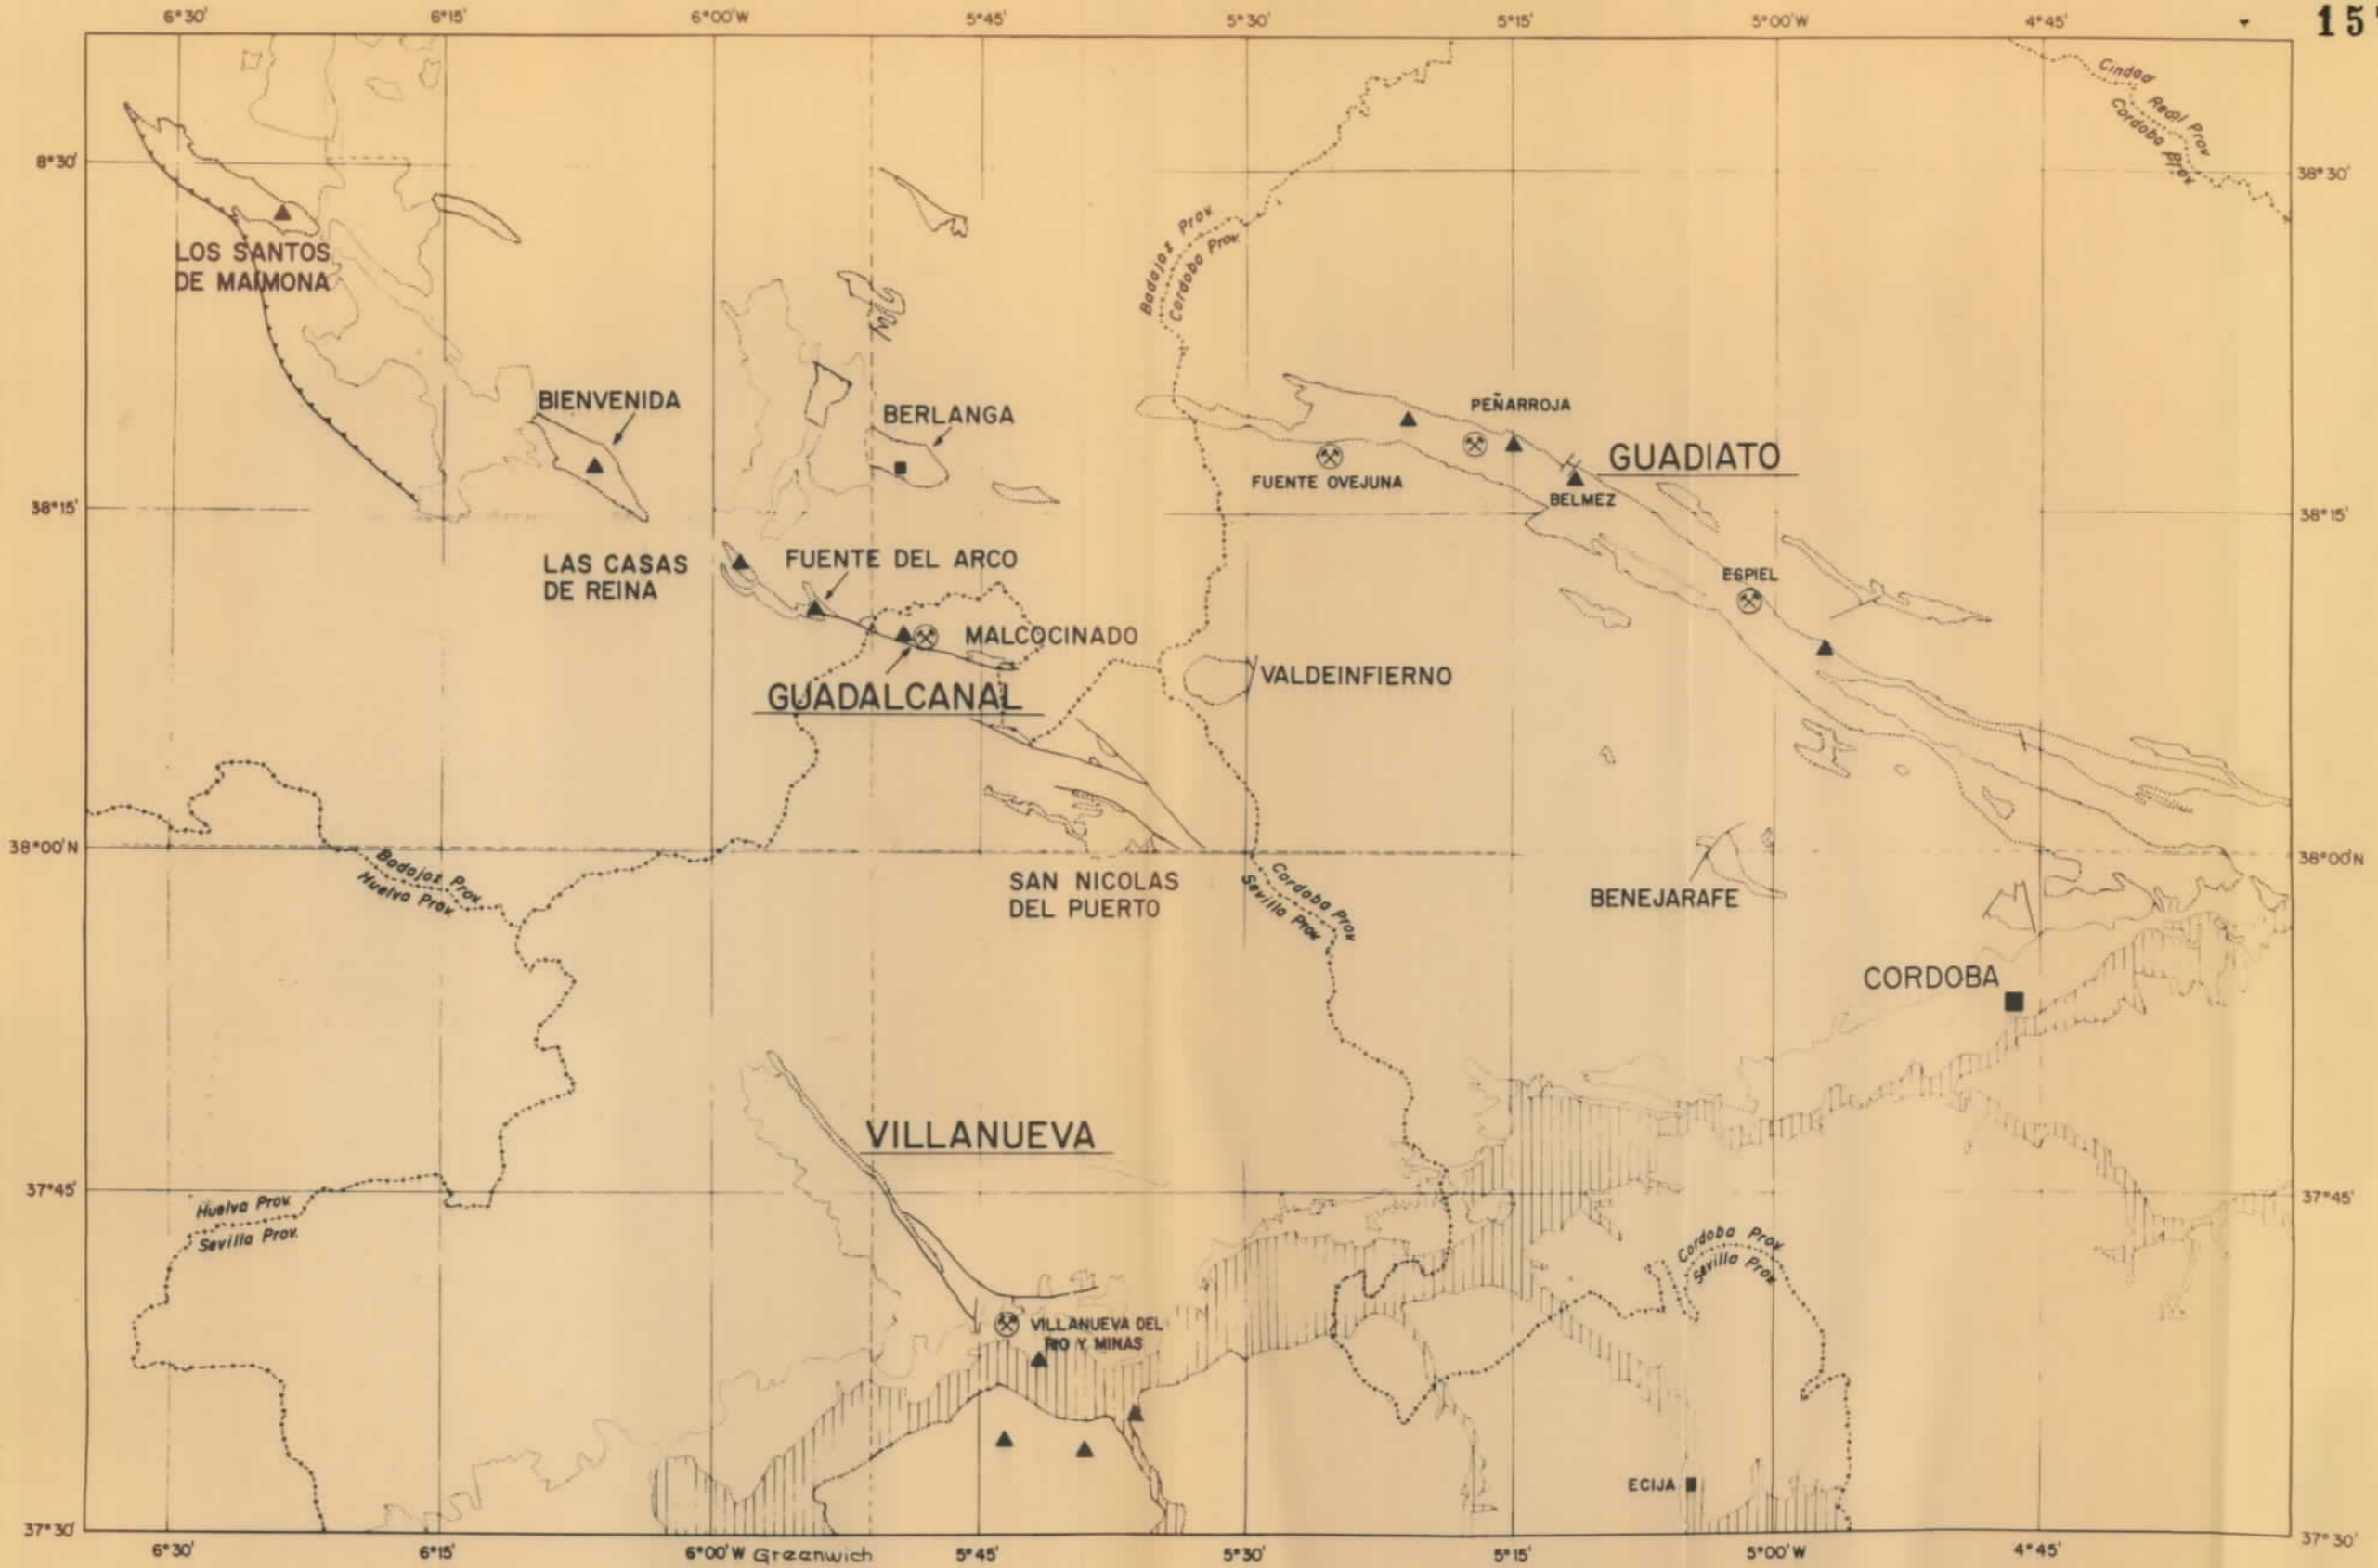 6°30' 6°15' 6°00'W 5°45' 5°30' 5°15' 5°00'W 4°45'
15
Ciudad Real Prov
Cordoba Prov.
8°30'
38°30'
LOS SANTOS
DE MAIMONA
Badajoz Prov.
Cordoba Prov.
BIENVENIDA
BERLANGA
PEÑARROJA
GUADIATO
FUENTE OVEJUNA
BELMEZ
38°15'
38°15'
LAS CASAS
DE REINA
FUENTE DEL ARCO
ESPIEL
MALCOCINADO
GUADALCANAL
VALDEINFIERNO
38°00'N
38°00'N
Badajoz Prov.
Huelva Prov.
SAN NICOLAS
DEL PUERTO
Cordoba Prov
Sevilla Prov.
BENEJARAFE
CORDOBA
VILLANUEVA
37°45'
37°45'
Huelva Prov.
Sevilla Prov.
Cordoba Prov.
Sevilla Prov.
VILLANUEVA DEL
RIO Y MINAS
ECIJA
37°30'
37°30'
6°30' 6°15' 6°00'W Greenwich 5°45' 5°30' 5°15' 5°00'W 4°45'